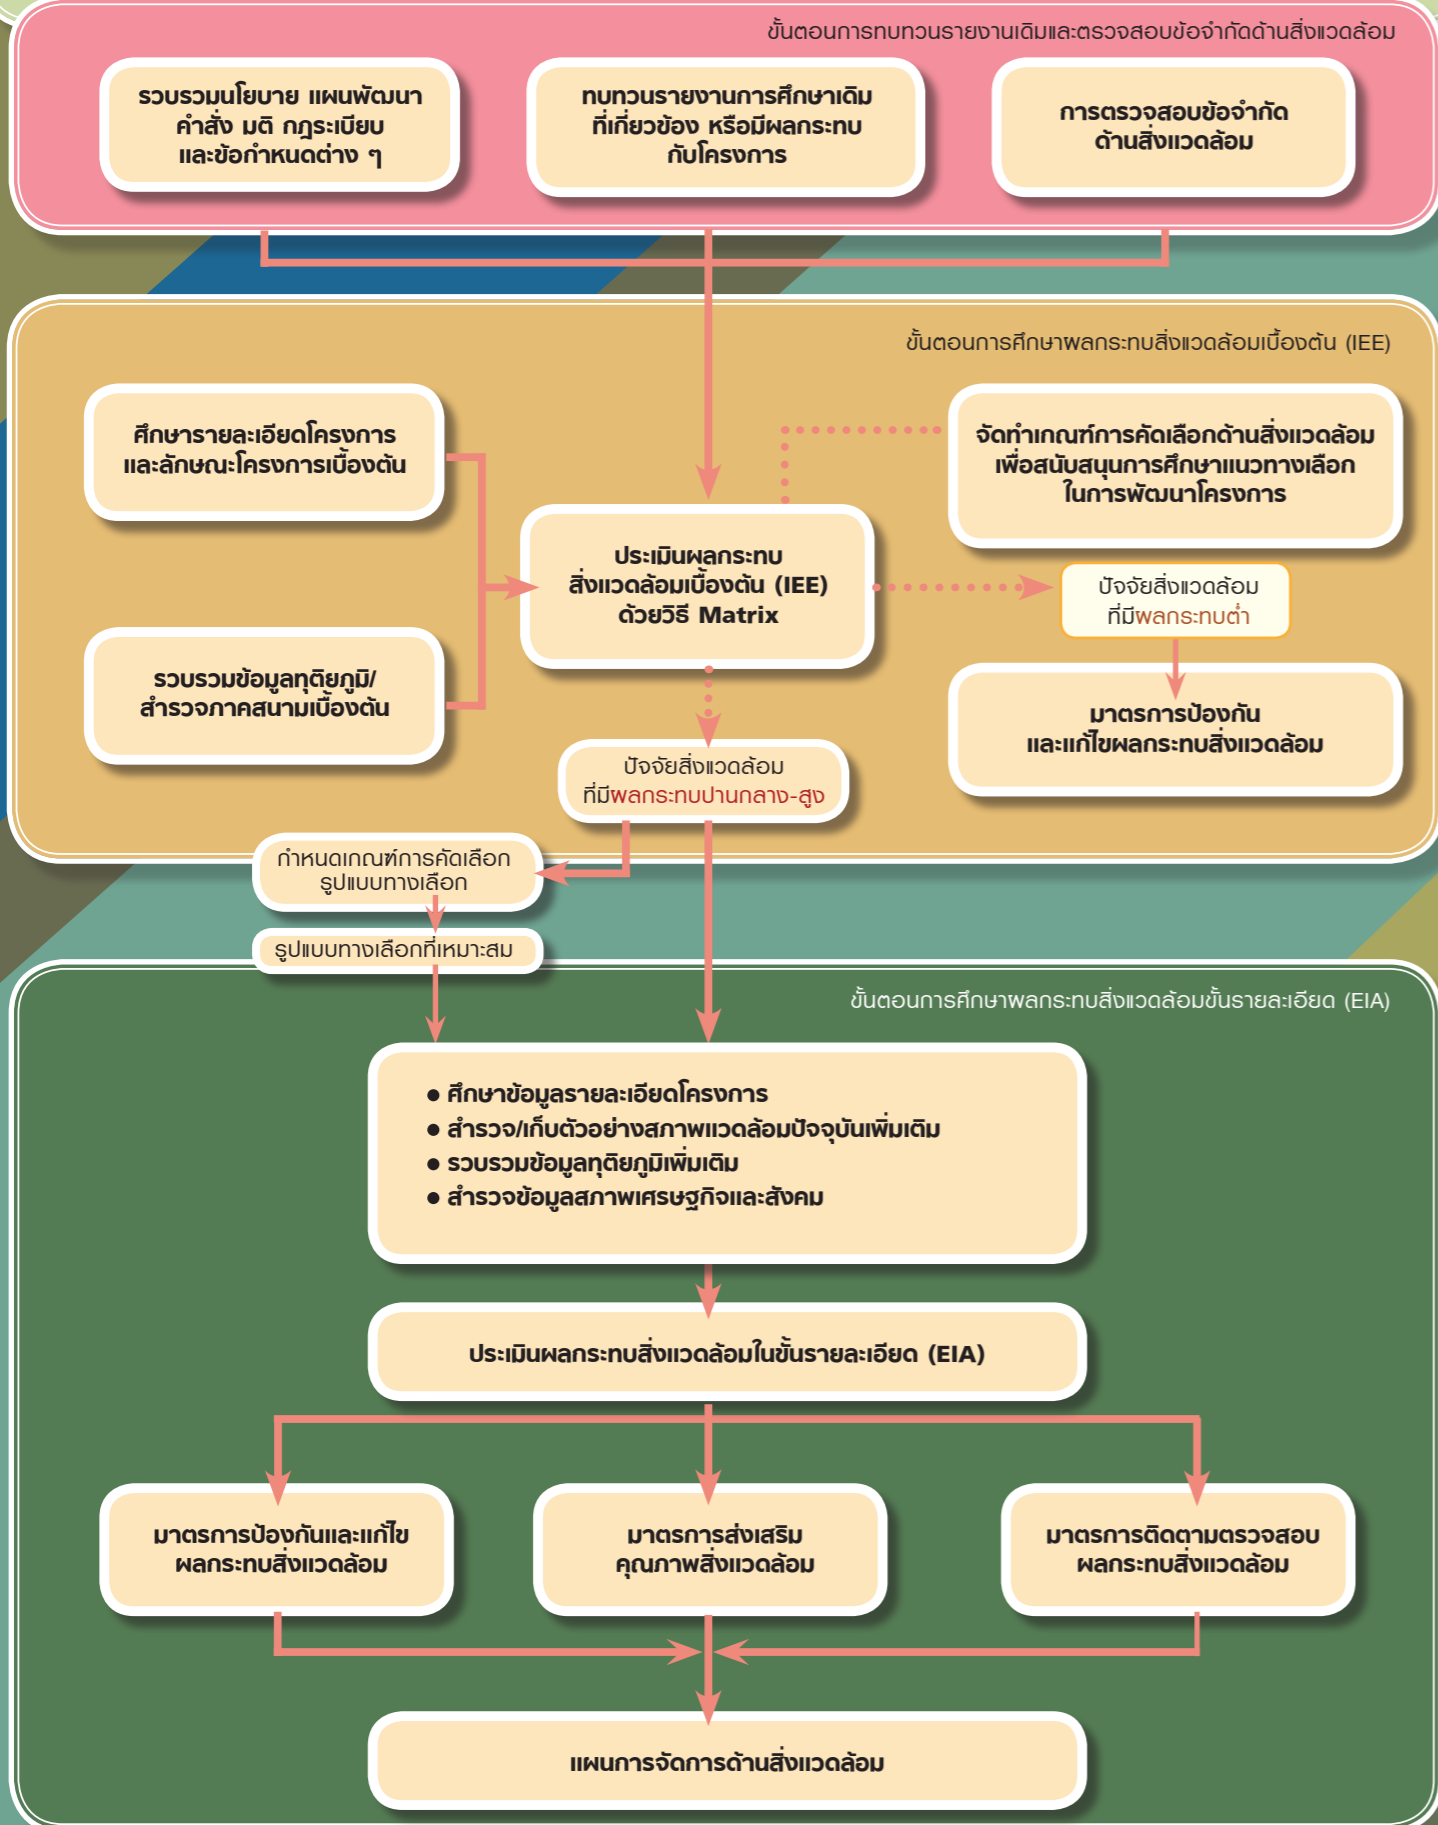 ขั้นตอนการทบทวนรายงานเดิมและตรวจสอบข้อจำกัดด้านสิ่งแวดล้อม
รวบรวมนโยบาย แผนพัฒนา
คำสั่ง มติ กฎระเบียบ
และข้อกำหนดต่าง ๆ
ทบทวนรายงานการศึกษาเดิม
ที่เกี่ยวข้อง หรือมีผลกระทบ
กับโครงการ
การตรวจสอบข้อจำกัด
ด้านสิ่งแวดล้อม
ขั้นตอนการศึกษาผลกระทบสิ่งแวดล้อมเบื้องต้น (IEE)
ศึกษารายละเอียดโครงการ
และลักษณะโครงการเบื้องต้น
จัดทำเกณฑ์การคัดเลือกด้านสิ่งแวดล้อม
เพื่อสนับสนุนการศึกษาแนวทางเลือก
ในการพัฒนาโครงการ
ประเมินผลกระทบ
สิ่งแวดล้อมเบื้องต้น (IEE)
ด้วยวิธี Matrix
ปัจจัยสิ่งแวดล้อม
ที่มีผลกระทบต่ำ
รวบรวมข้อมูลทุติยภูมิ/
สำรวจภาคสนามเบื้องต้น
มาตรการป้องกัน
และแก้ไขผลกระทบสิ่งแวดล้อม
ปัจจัยสิ่งแวดล้อม
ที่มีผลกระทบปานกลาง-สูง
กำหนดเกณฑ์การคัดเลือก
รูปแบบทางเลือก
รูปแบบทางเลือกที่เหมาะสม
ขั้นตอนการศึกษาผลกระทบสิ่งแวดล้อมขั้นรายละเอียด (EIA)
● ศึกษาข้อมูลรายละเอียดโครงการ
● สำรวจ/เก็บตัวอย่างสภาพแวดล้อมปัจจุบันเพิ่มเติม
● รวบรวมข้อมูลทุติยภูมิเพิ่มเติม
● สำรวจข้อมูลสภาพเศรษฐกิจและสังคม
ประเมินผลกระทบสิ่งแวดล้อมในขั้นรายละเอียด (EIA)
มาตรการป้องกันและแก้ไข
ผลกระทบสิ่งแวดล้อม
มาตรการส่งเสริม
คุณภาพสิ่งแวดล้อม
มาตรการติดตามตรวจสอบ
ผลกระทบสิ่งแวดล้อม
แผนการจัดการด้านสิ่งแวดล้อม